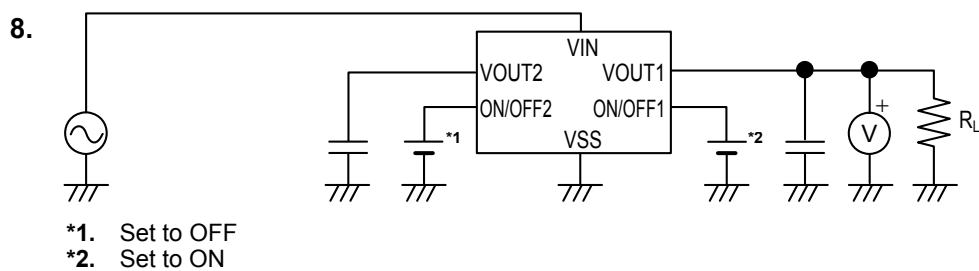 8.
VIN
VOUT2 VOUT1
ON/OFF2 ON/OFF1
*1 *2
VSS
+
V
RL
*1. Set to OFF
*2. Set to ON